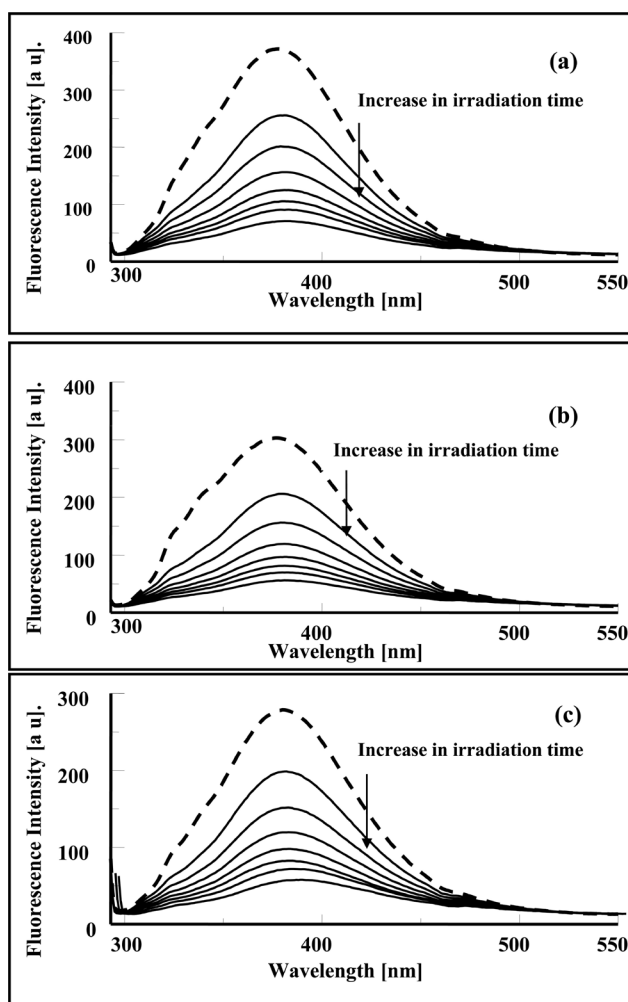 400
(a)
Increase in irradiation time
300
200
100
0
Fluorescence Intensity [a u].
300
400
500
550
Wavelength [nm]
400
(b)
Increase in irradiation time
300
200
100
0
Fluorescence Intensity [a u].
300
400
500
550
Wavelength [nm]
300
(c)
Increase in irradiation time
200
100
0
Fluorescence Intensity [a u].
300
400
500
550
Wavelength [nm]